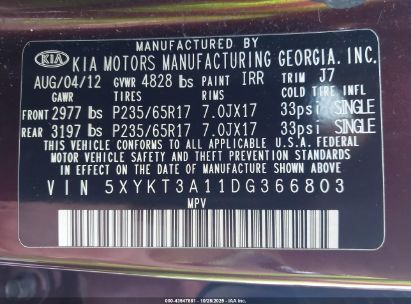 MANUFACTURED BY
KIA KIA MOTORS MANUFACTURING GEORGIA. INC.
AUG/04/12 GVWR 4828 lbs PAINT IRR TRIM J7
GAWR TIRES RIMS COLD TIRE INFL
FRONT 2977 lbs P235/65R17 7.0JX17 33psi SINGLE
REAR 3197 lbs P235/65R17 7.0JX17 33psi SINGLE
THIS VEHICLE CONFORMS TO ALL APPLICABLE U.S.A. FEDERAL
MOTOR VEHICLE SAFETY STANDARDS IN EFFECT ON THE
DATE OF MANUFACTURE SHOWN ABOVE.
VIN 5XYKT3A11DG366803
MPV